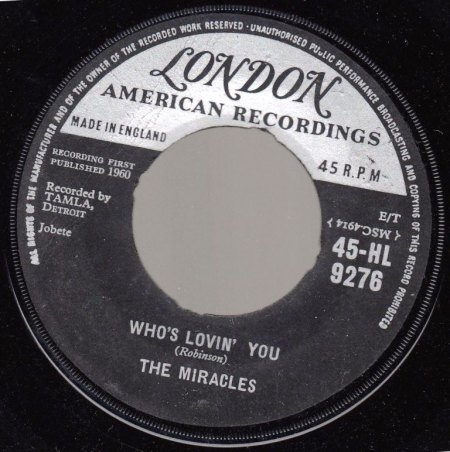 ALL RIGHTS OF THE MANUFACTURER AND OF THE OWNER OF THE RECORDED WORK RESERVED · UNAUTHORISED PUBLIC PERFORMANCE BROADCASTING AND COPYING OF THIS RECORD PROHIBITED
LONDON
AMERICAN RECORDINGS
MADE IN ENGLAND
45 R.P.M
RECORDING FIRST
PUBLISHED 1960
E/T
Recorded by
TAMLA,
DETROIT
⟨ MSC·4914 ⟩
Jobete
45-HL
9276
WHO'S LOVIN' YOU
(Robinson)
THE MIRACLES